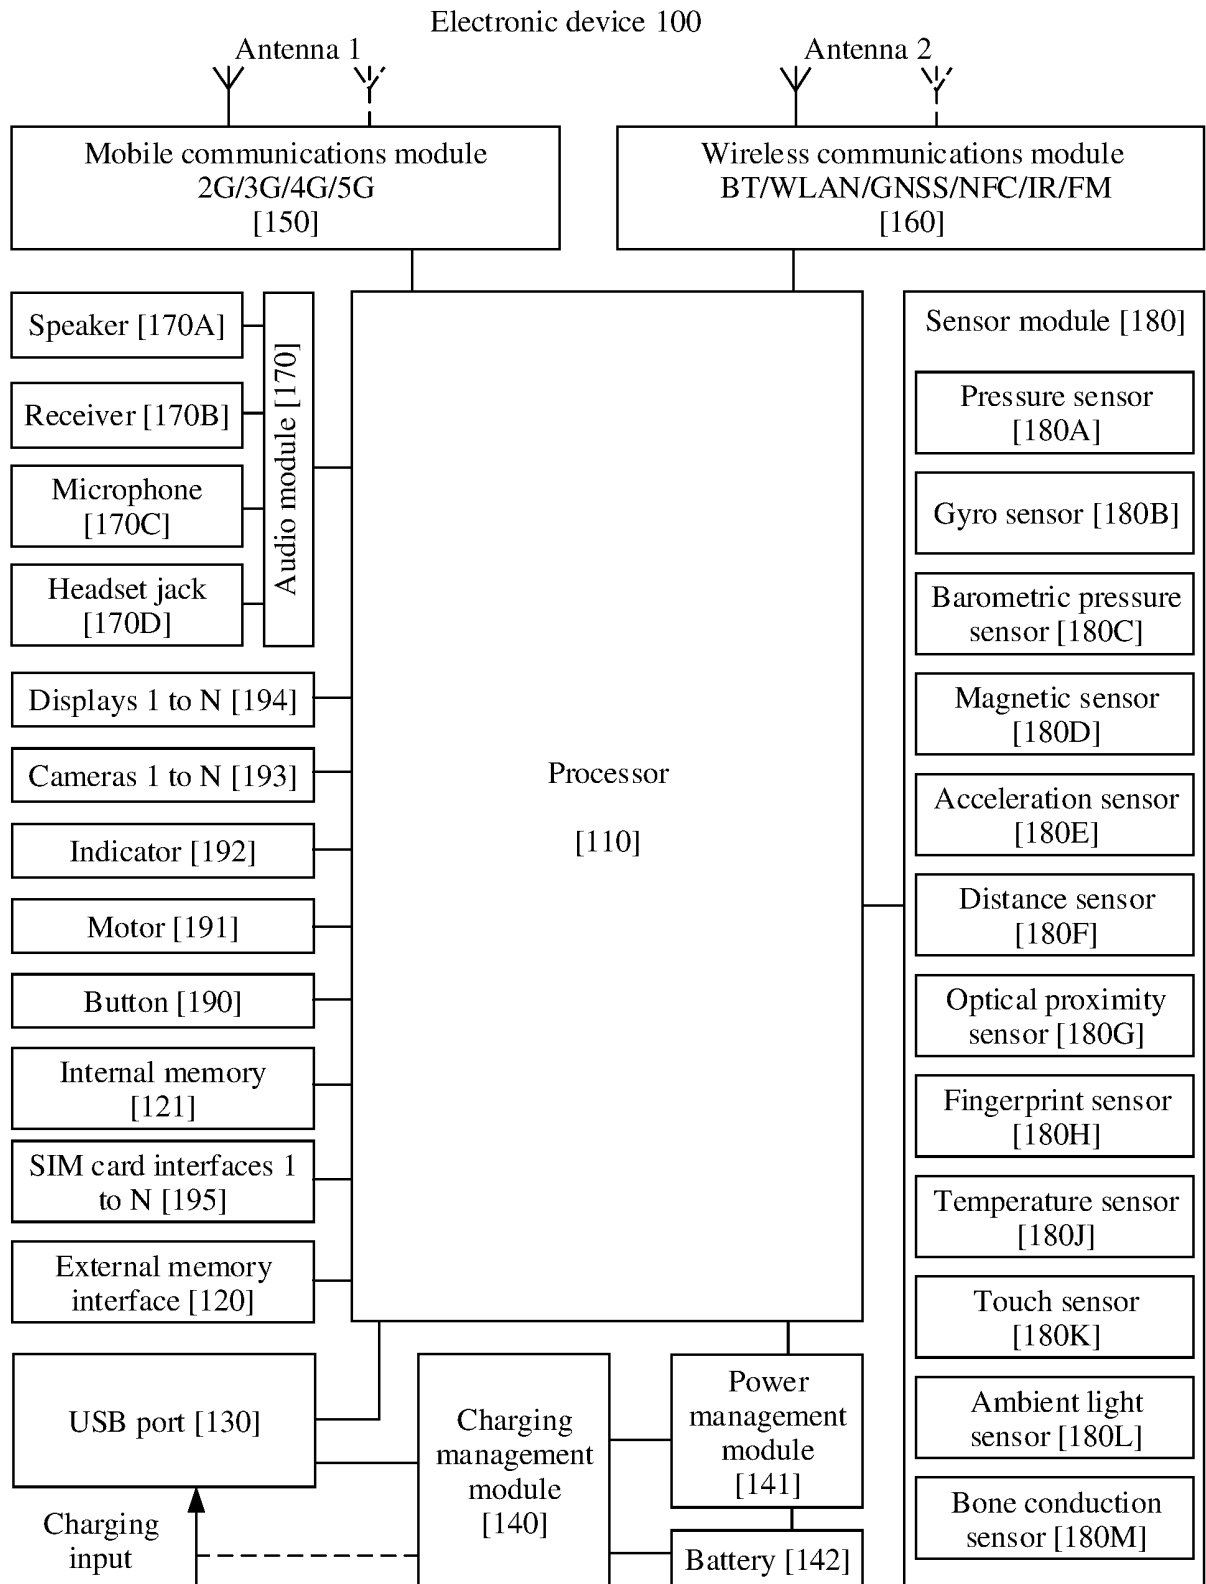 Electronic device 100
Antenna 1
Antenna 2
Mobile communications module
2G/3G/4G/5G
[150]
Wireless communications module
BT/WLAN/GNSS/NFC/IR/FM
[160]
Speaker [170A]
Receiver [170B]
Microphone
[170C]
Headset jack
[170D]
Audio module [170]
Displays 1 to N [194]
Cameras 1 to N [193]
Indicator [192]
Motor [191]
Button [190]
Internal memory
[121]
SIM card interfaces 1
to N [195]
External memory
interface [120]
Processor
[110]
Sensor module [180]
Pressure sensor
[180A]
Gyro sensor [180B]
Barometric pressure
sensor [180C]
Magnetic sensor
[180D]
Acceleration sensor
[180E]
Distance sensor
[180F]
Optical proximity
sensor [180G]
Fingerprint sensor
[180H]
Temperature sensor
[180J]
Touch sensor
[180K]
Ambient light
sensor [180L]
Bone conduction
sensor [180M]
USB port [130]
Charging
input
Charging
management
module
[140]
Power
management
module
[141]
Battery [142]